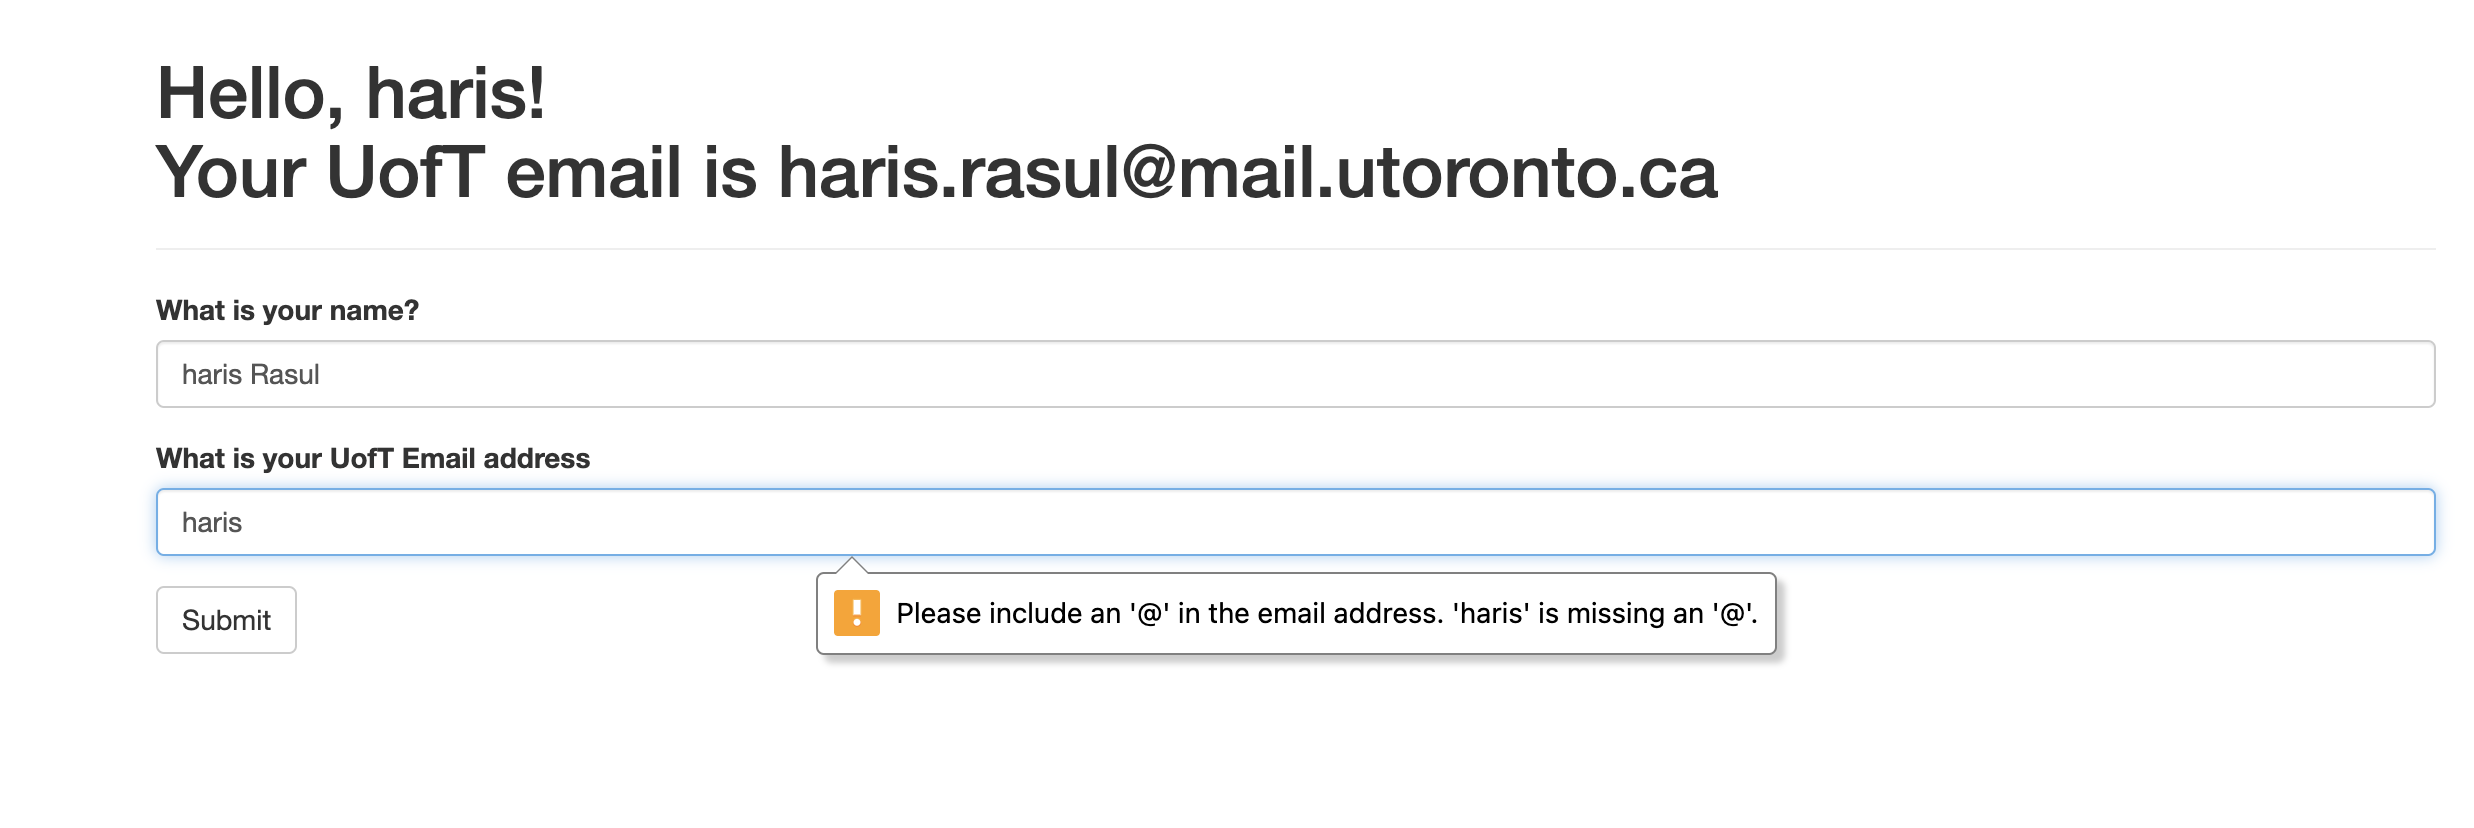 Hello, haris!
Your UofT email is haris.rasul@mail.utoronto.ca
What is your name?
haris Rasul
What is your UofT Email address
haris
Please include an '@' in the email address. 'haris' is missing an '@'.
Submit